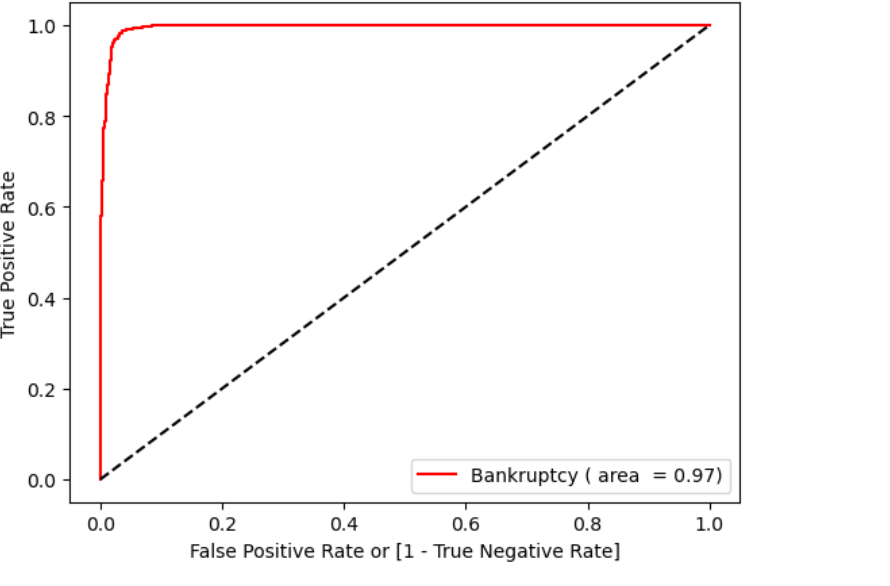 1.0
0.8
0.6
0.4
0.2
0.0
True Positive Rate
Bankruptcy ( area  = 0.97)
0.0 0.2 0.4 0.6 0.8 1.0
False Positive Rate or [1 - True Negative Rate]